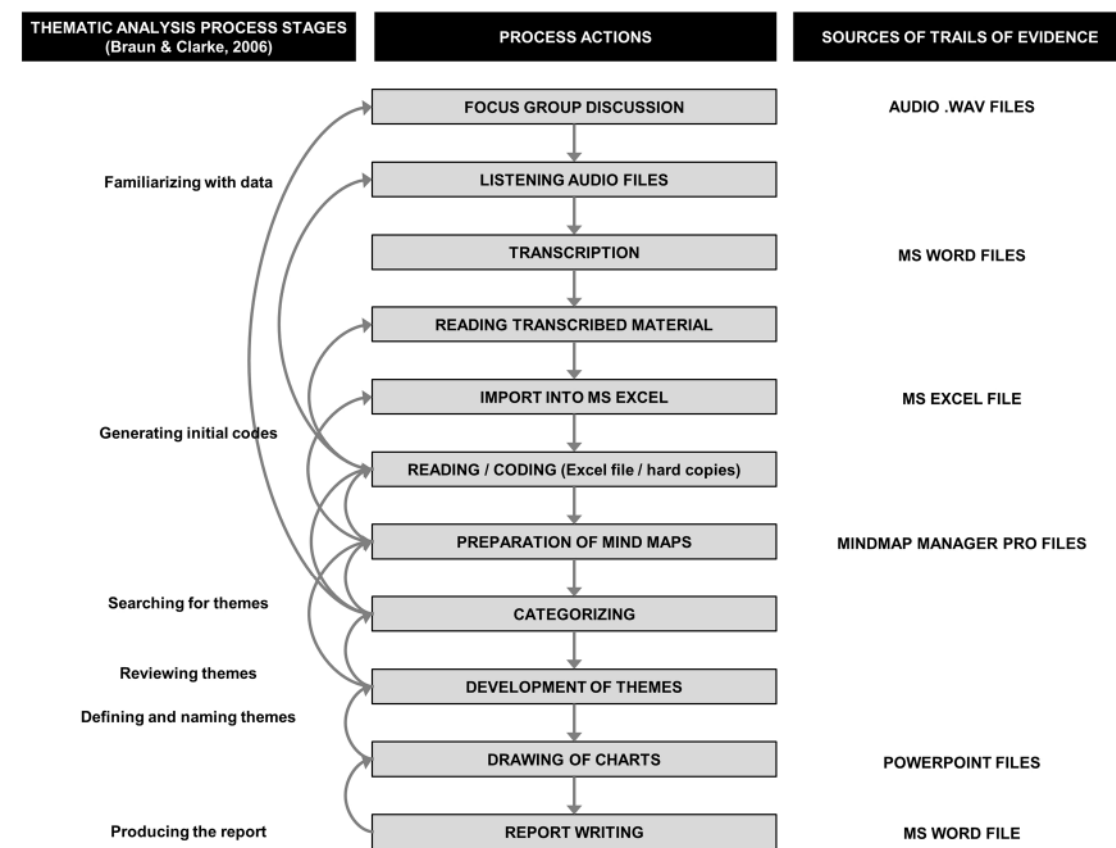 THEMATIC ANALYSIS PROCESS STAGES
(Braun & Clarke, 2006)
PROCESS ACTIONS
SOURCES OF TRAILS OF EVIDENCE
FOCUS GROUP DISCUSSION
AUDIO .WAV FILES
Familiarizing with data
LISTENING AUDIO FILES
TRANSCRIPTION
MS WORD FILES
READING TRANSCRIBED MATERIAL
IMPORT INTO MS EXCEL
MS EXCEL FILE
Generating initial codes
READING / CODING (Excel file / hard copies)
PREPARATION OF MIND MAPS
MINDMAP MANAGER PRO FILES
Searching for themes
CATEGORIZING
Reviewing themes
DEVELOPMENT OF THEMES
Defining and naming themes
DRAWING OF CHARTS
POWERPOINT FILES
Producing the report
REPORT WRITING
MS WORD FILE